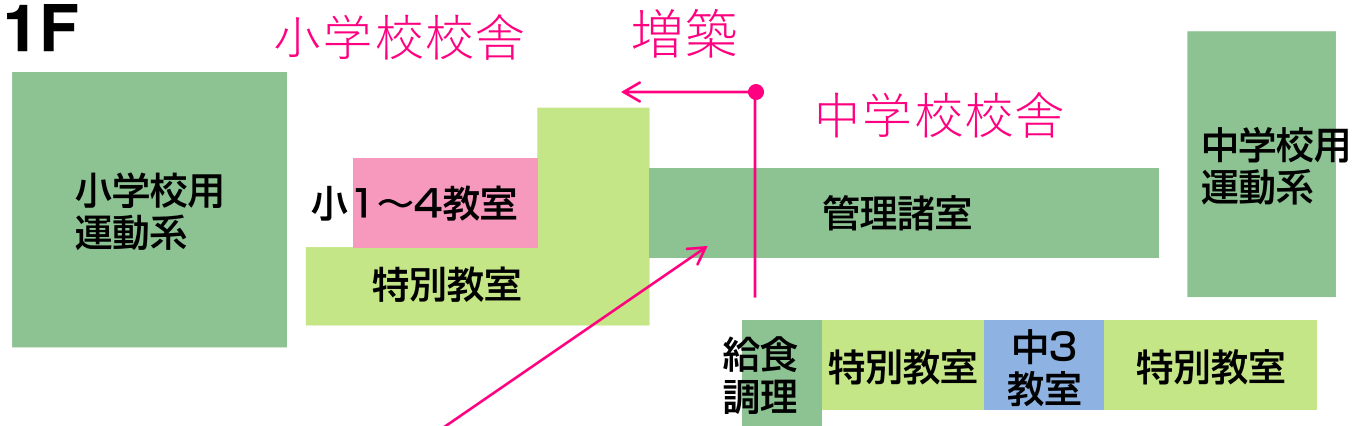 1F
小学校校舎
増築
中学校校舎
小学校用
運動系
小1～4教室
特別教室
管理諸室
中学校用
運動系
給食
調理
特別教室
中3
教室
特別教室